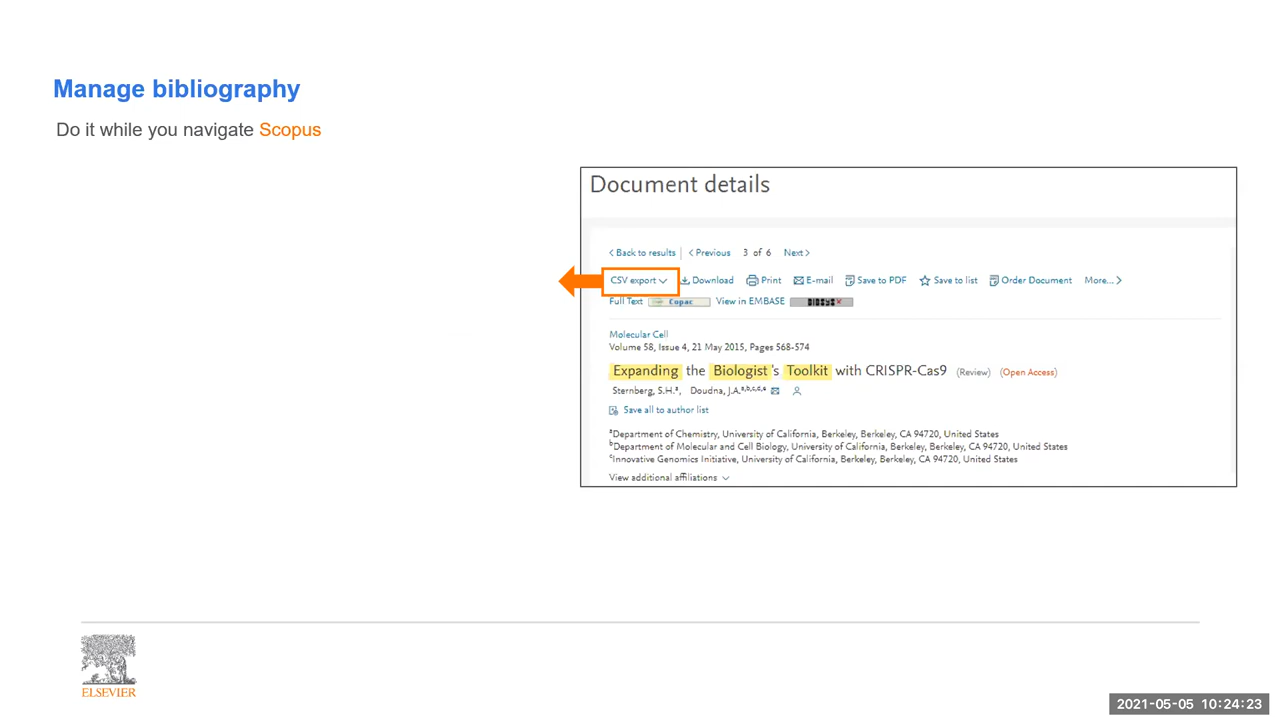 Manage bibliography
Do it while you navigate Scopus
Document details
Back to results Previous 3 of 6 Next
CSV export Download Print E-mail Save to PDF Save to list Order Document More...
Full Text Copac View in EMBASE
Molecular Cell
Volume 58, Issue 4, 21 May 2015, Pages 568-574
Expanding the Biologist's Toolkit with CRISPR-Cas9 (Review) (Open Access)
Sternberg, S.H.ᵃ, Doudna, J.A.ᵃ,ᵇ,ᶜ,ᵈ,ᵉ
Save all to author list
ᵃDepartment of Chemistry, University of California, Berkeley, Berkeley, CA 94720, United States
ᵇDepartment of Molecular and Cell Biology, University of California, Berkeley, Berkeley, CA 94720, United States
ᶜInnovative Genomics Initiative, University of California, Berkeley, Berkeley, CA 94720, United States
View additional affiliations
ELSEVIER
2021-05-05 10:24:23